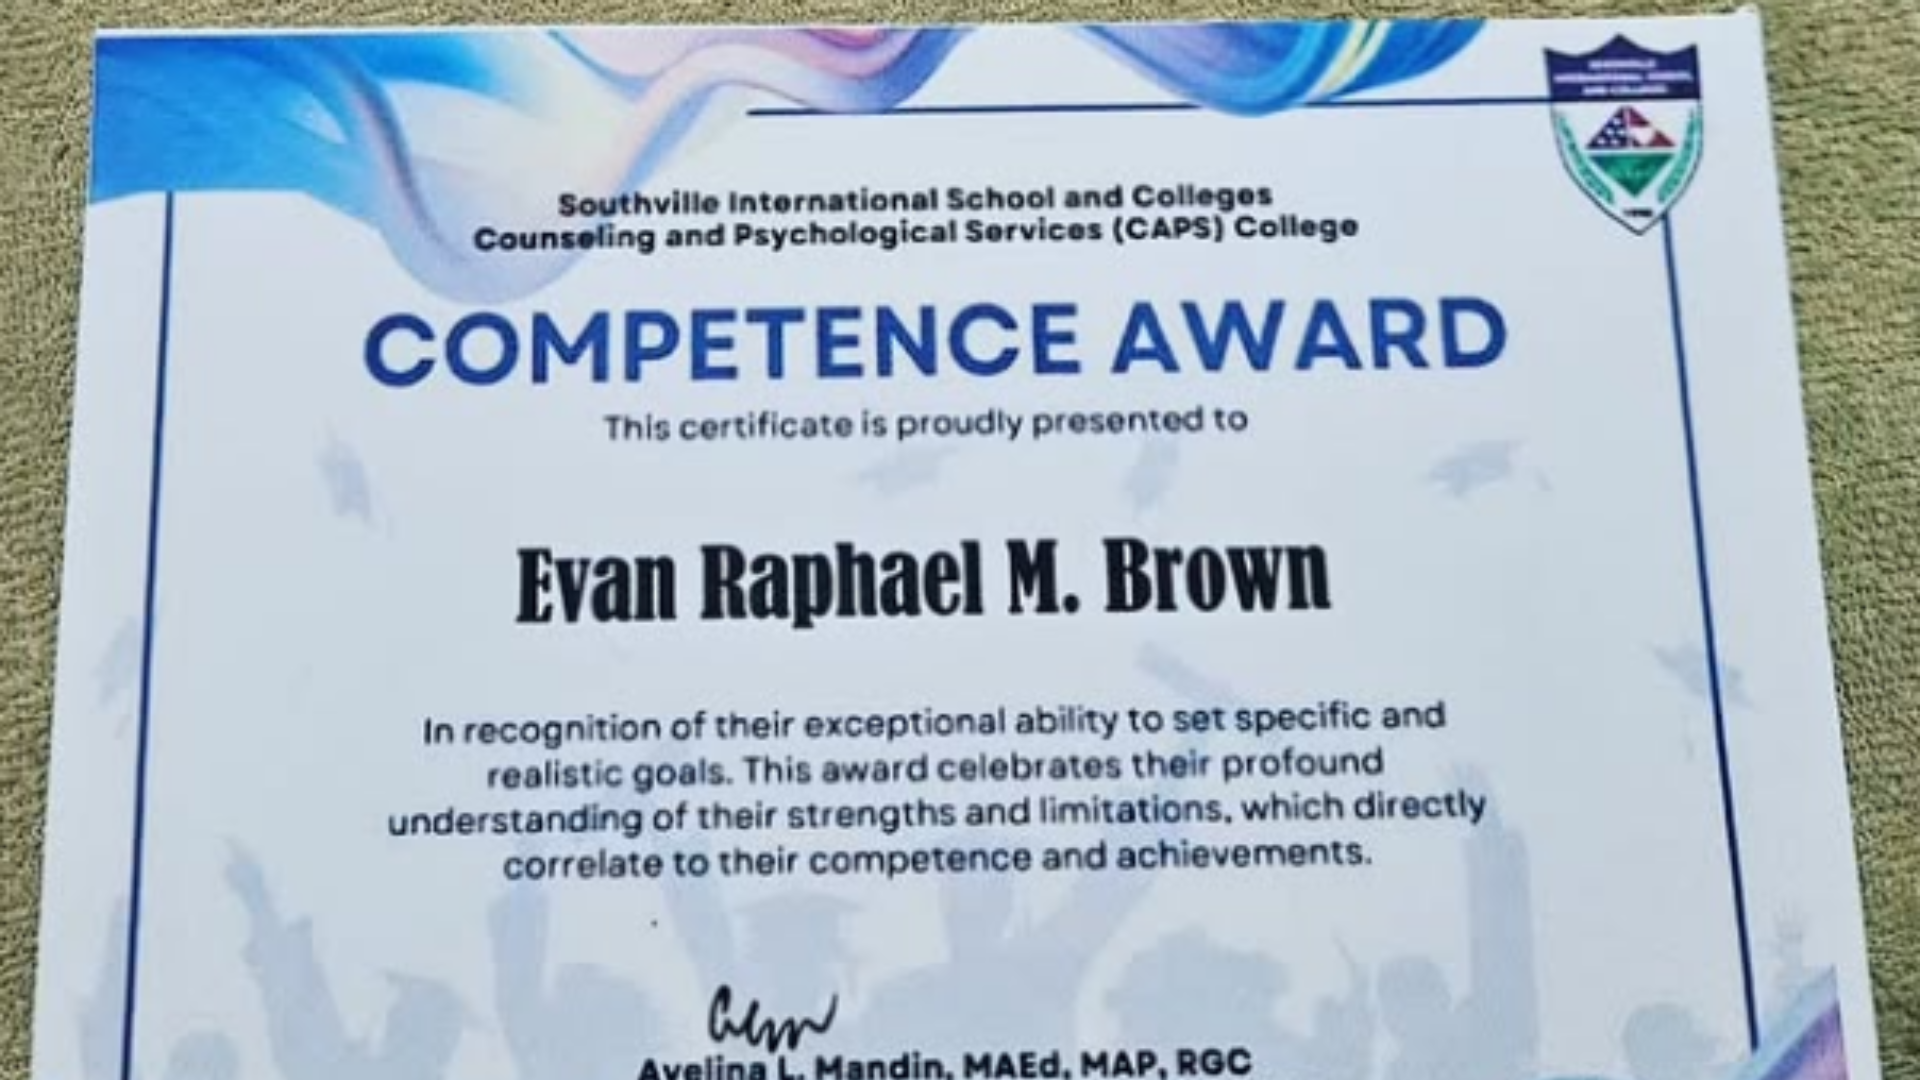 Southville International School and Colleges
Counseling and Psychological Services (CAPS) College
COMPETENCE AWARD
This certificate is proudly presented to
Evan Raphael M. Brown
In recognition of their exceptional ability to set specific and
realistic goals. This award celebrates their profound
understanding of their strengths and limitations, which directly
correlate to their competence and achievements.
Avelina L. Mandin, MAEd, MAP, RGC